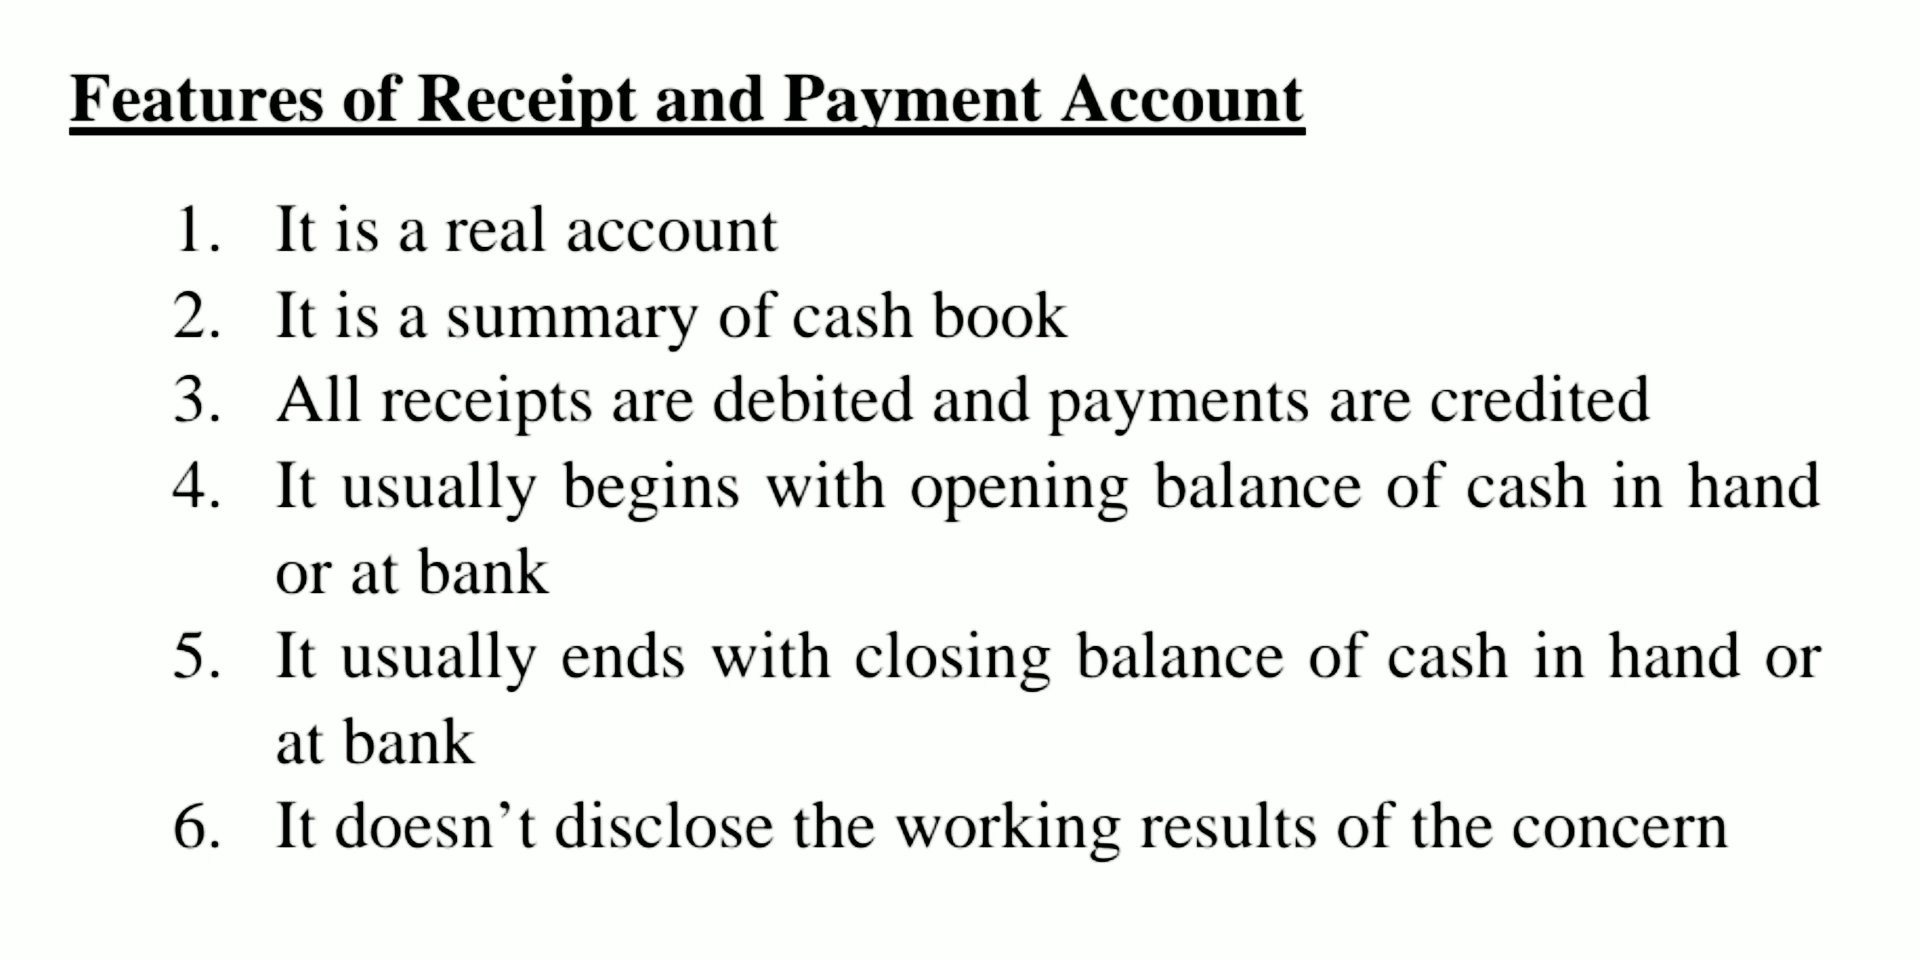 Features of Receipt and Payment Account
1. It is a real account
2. It is a summary of cash book
3. All receipts are debited and payments are credited
4. It usually begins with opening balance of cash in hand
or at bank
5. It usually ends with closing balance of cash in hand or
at bank
6. It doesn’t disclose the working results of the concern